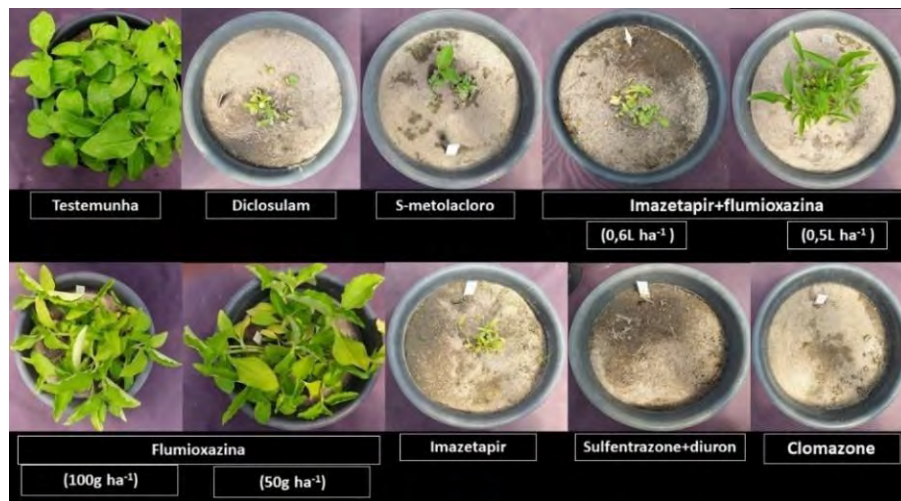 Testemunha
Diclosulam
S-metolacloro
Imazetapir+flumioxazina
(0,6L ha⁻¹ )
(0,5L ha⁻¹ )
Flumioxazina
(100g ha⁻¹)
(50g ha⁻¹)
Imazetapir
Sulfentrazone+diuron
Clomazone